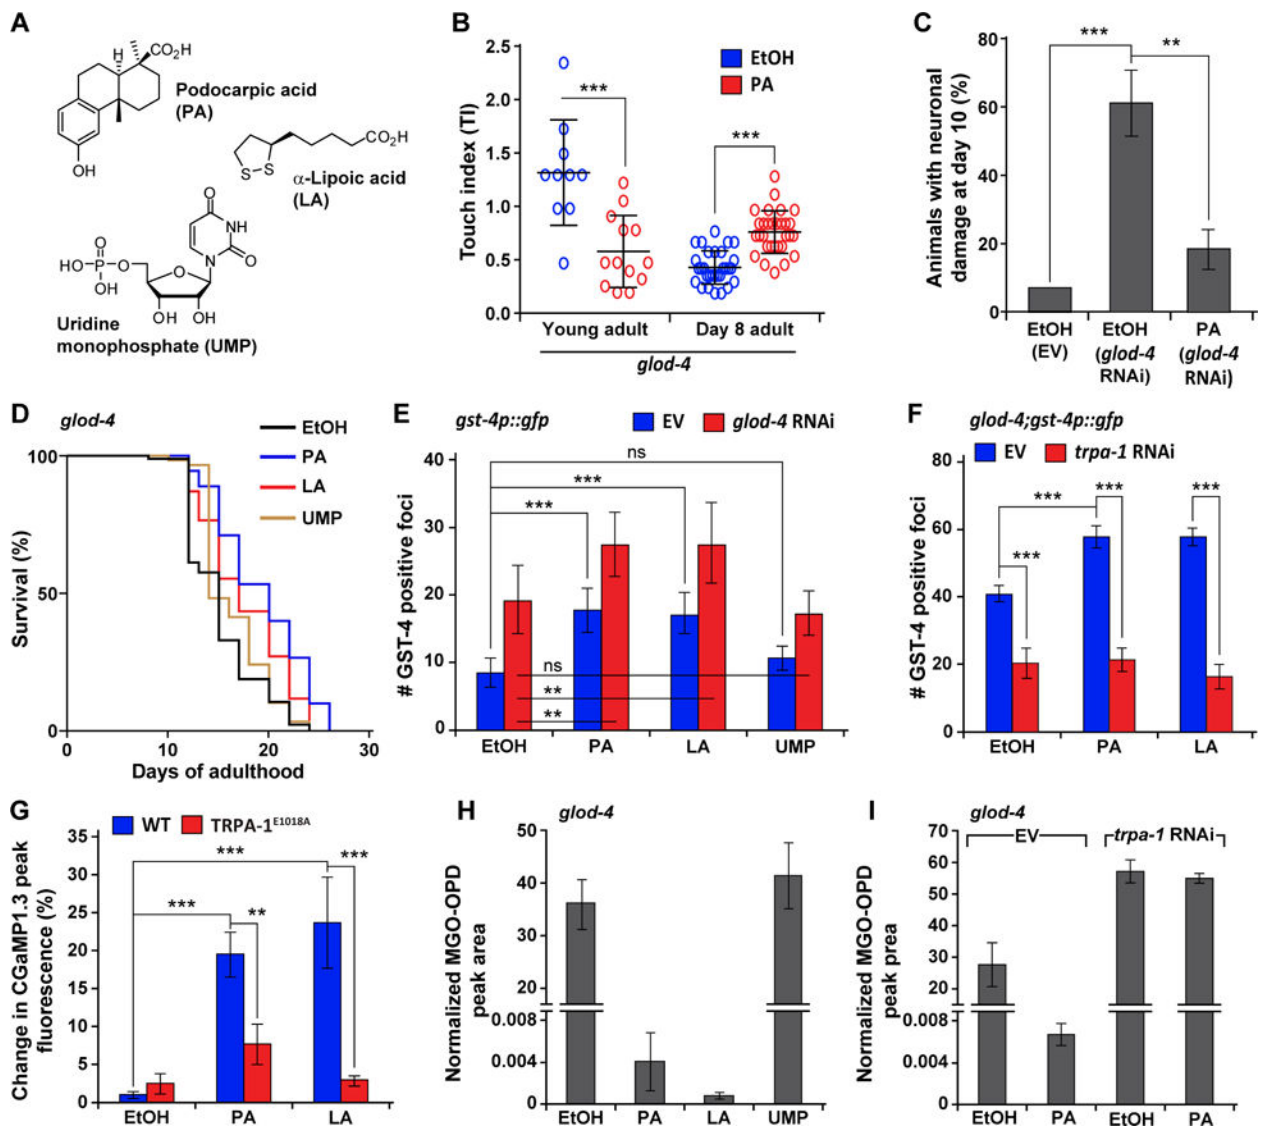 A
CO₂H
H
OH
Podocarpic acid
(PA)
CO₂H
S-S
α-Lipoic acid
(LA)
O
NH
N
O
O
HO-P-O
OH
O
OH OH
Uridine
monophosphate (UMP)
B
EtOH
PA
Touch index (TI)
2.5
2.0
1.5
1.0
0.5
0.0
***
***
Young adult
Day 8 adult
glod-4
C
Animals with neuronal
damage at day 10 (%)
80
60
40
20
0
***
**
EtOH
(EV)
EtOH
(glod-4
RNAi)
PA
(glod-4
RNAi)
D
glod-4
EtOH
PA
LA
UMP
Survival (%)
100
50
0
0 10 20 30
Days of adulthood
E
gst-4p::gfp
EV
glod-4 RNAi
# GST-4 positive foci
40
30
20
10
0
ns
***
***
ns
**
**
EtOH PA LA UMP
F
glod-4;gst-4p::gfp
EV
trpa-1 RNAi
# GST-4 positive foci
80
60
40
20
0
***
***
***
***
EtOH PA LA
G
WT
TRPA-1E1018A
Change in CGaMP1.3 peak
fluorescence (%)
35
30
25
20
15
10
5
0
***
***
***
**
EtOH PA LA
H
glod-4
Normalized MGO-OPD
peak area
50
40
30
20
0.008
0.004
0
EtOH PA LA UMP
I
glod-4
EV
trpa-1 RNAi
Normalized MGO-OPD
peak prea
70
60
50
40
30
20
0.008
0.004
0
EtOH PA EtOH PA